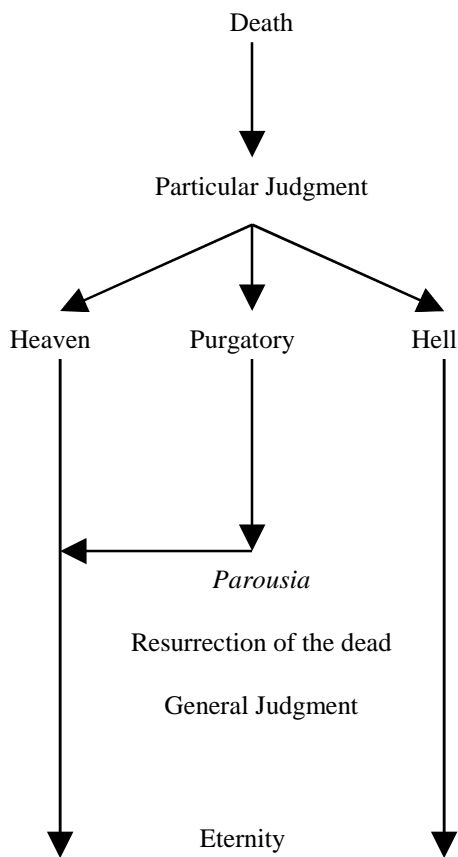 Death
Particular Judgment
Heaven Purgatory Hell
Parousia
Resurrection of the dead
General Judgment
Eternity